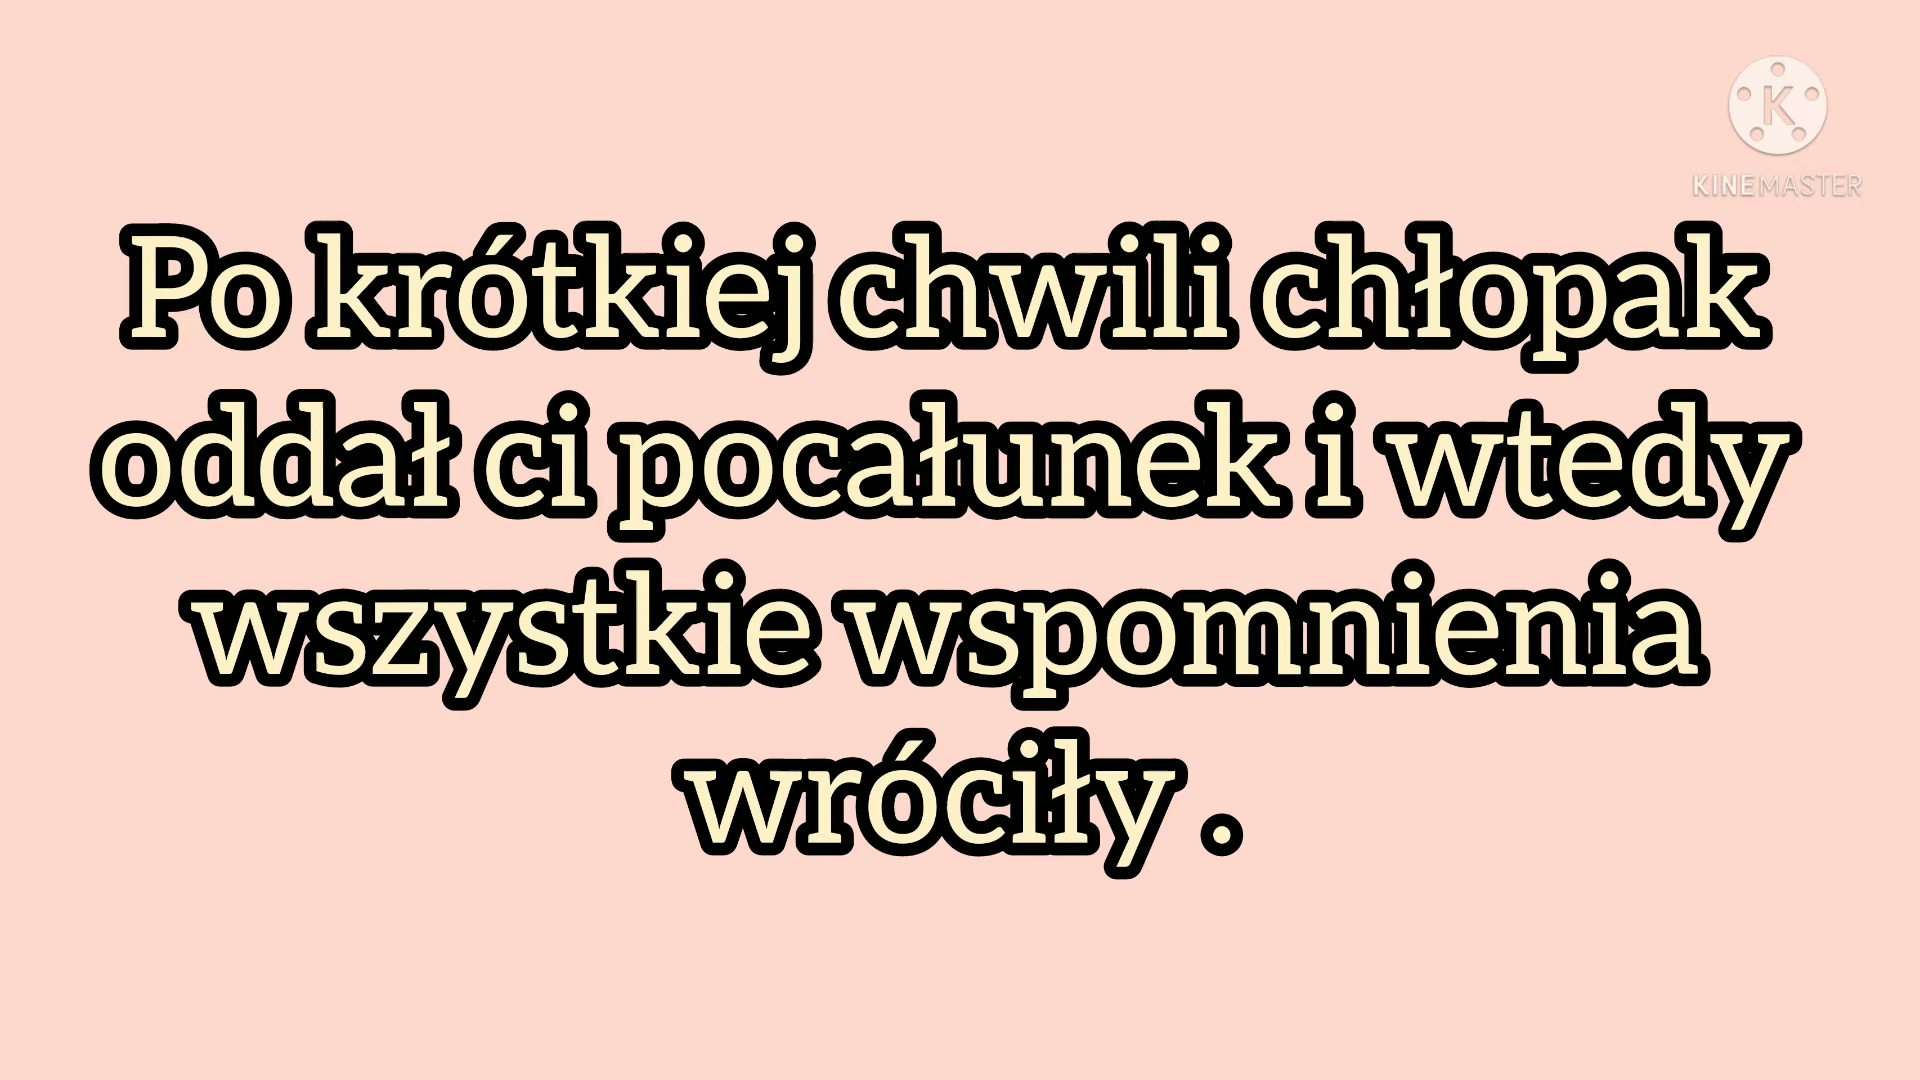 K
KINEMASTER
Po krótkiej chwili chłopak
oddał ci pocałunek i wtedy
wszystkie wspomnienia
wróciły .